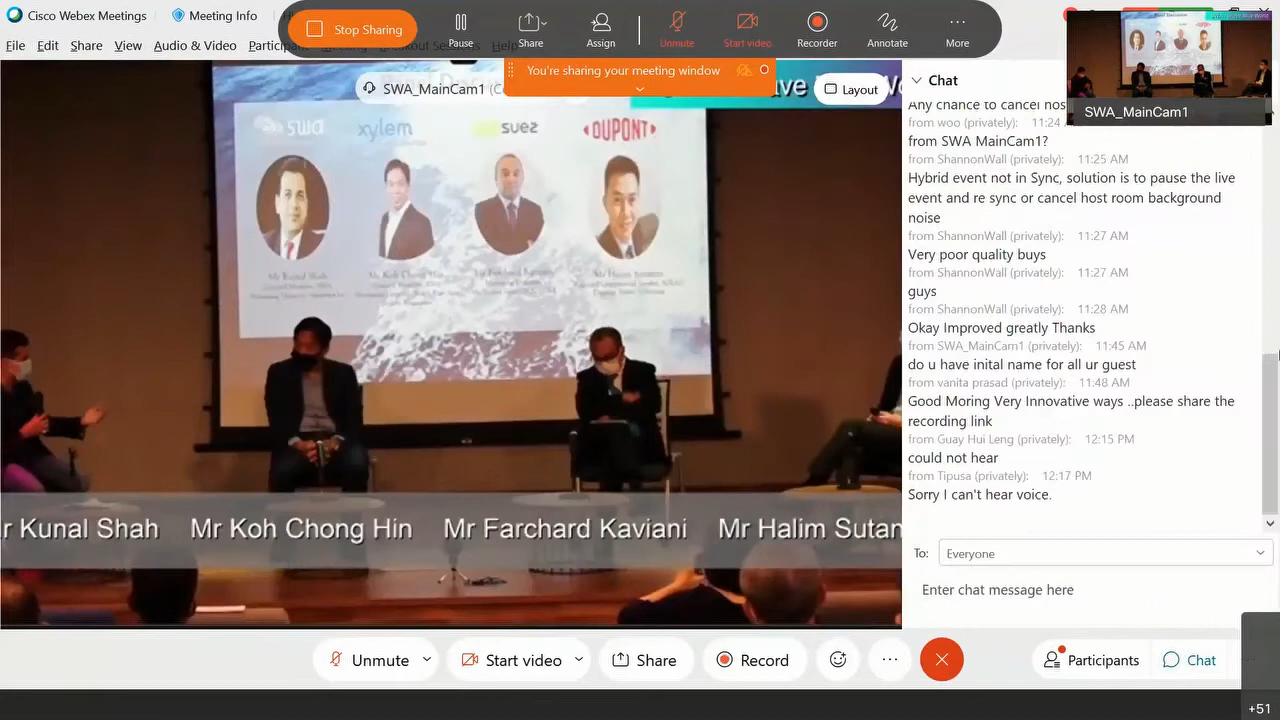 Cisco Webex Meetings
Meeting Info
Stop Sharing
Pause
Share
Assign
Unmute
Start video
Recorder
Annotate
More
File
Edit
Share
View
Audio & Video
Help
You're sharing your meeting window
SWA_MainCam1
Layout
Chat
SWA_MainCam1
swa
xylem
suez
DUPONT
Any chance to cancel
from woo (privately): 11:24
from SWA MainCam1?
from ShannonWall (privately): 11:25 AM
Hybrid event not in Sync, solution is to pause the live
event and re sync or cancel host room background
noise
from ShannonWall (privately): 11:27 AM
Very poor quality buys
from ShannonWall (privately): 11:27 AM
guys
from ShannonWall (privately): 11:28 AM
Okay Improved greatly Thanks
from SWA_MainCam1 (privately): 11:45 AM
do u have inital name for all ur guest
from vanita prasad (privately): 11:48 AM
Good Moring Very Innovative ways ..please share the
recording link
from Guay Hui Leng (privately): 12:15 PM
could not hear
from Tipusa (privately): 12:17 PM
Sorry I can't hear voice.
r Kunal Shah Mr Koh Chong Hin Mr Farchard Kaviani Mr Halim Sutan
To: Everyone
Enter chat message here
Unmute
Start video
Share
Record
Participants
Chat
+51